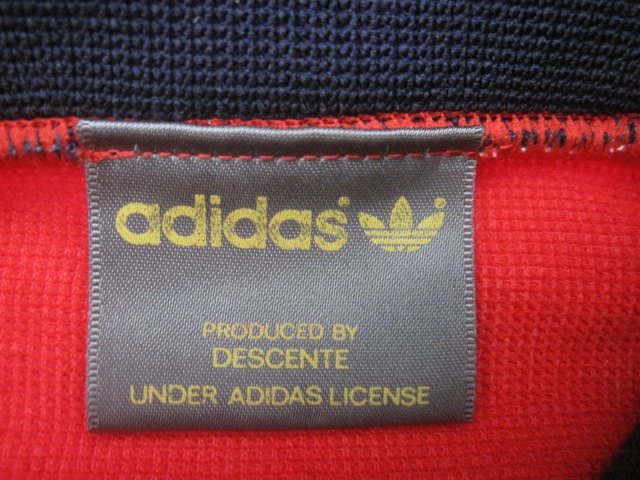 adidas
PRODUCED BY
DESCENTE
UNDER ADIDAS LICENSE